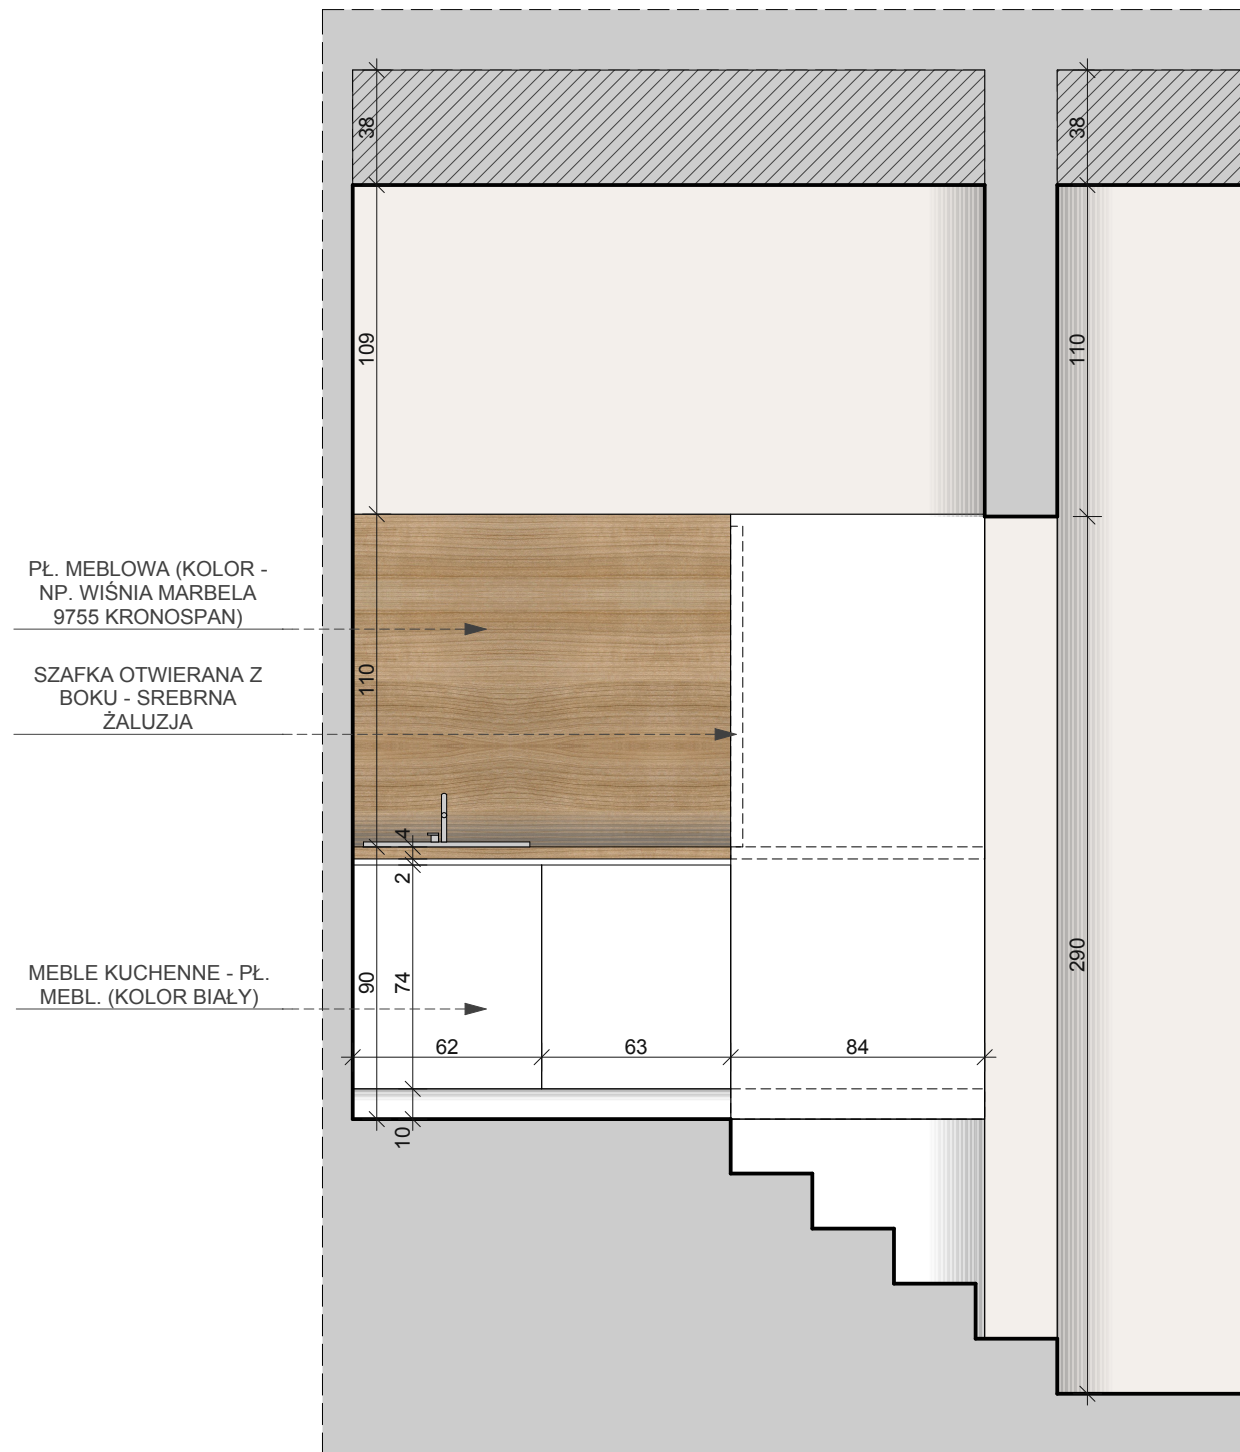 38
38
109
110
PŁ. MEBLOWA (KOLOR -
NP. WIŚNIA MARBELA
9755 KRONOSPAN)
110
SZAFKA OTWIERANA Z
BOKU - SREBRNA
ŻALUZJA
4
2
290
MEBLE KUCHENNE - PŁ.
MEBL. (KOLOR BIAŁY)
90
74
62
63
84
10